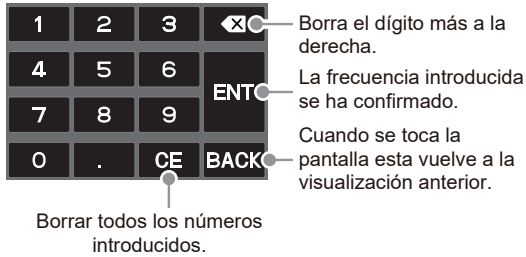 1 2 3
Borra el dígito más a la
derecha.
4 5 6
ENT
La frecuencia introducida
se ha confirmado.
7 8 9
0 . CE BACK
Cuando se toca la
pantalla esta vuelve a la
visualización anterior.
Borrar todos los números
introducidos.